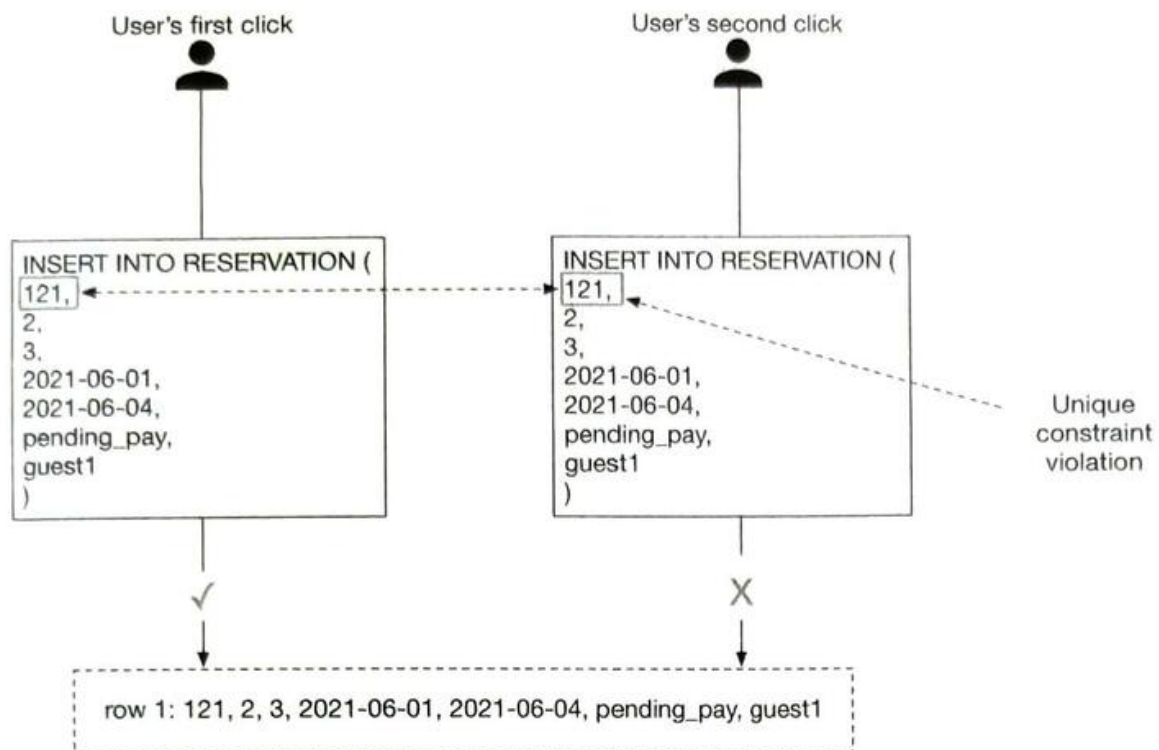 User's first click
User's second click
INSERT INTO RESERVATION (
121,
2,
3,
2021-06-01,
2021-06-04,
pending_pay,
guest1
)
INSERT INTO RESERVATION (
121,
2,
3,
2021-06-01,
2021-06-04,
pending_pay,
guest1
)
Unique
constraint
violation
✓
X
row 1: 121, 2, 3, 2021-06-01, 2021-06-04, pending_pay, guest1